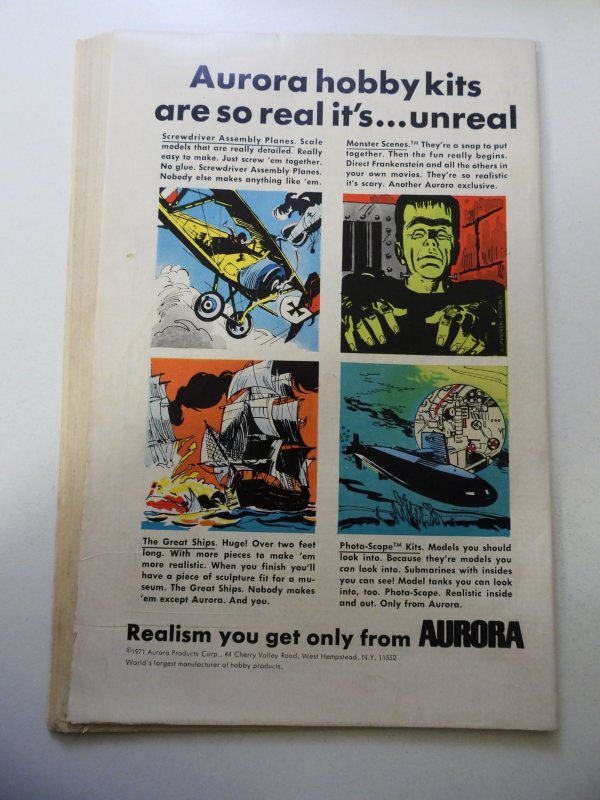 Aurora hobby kits
are so real it's...unreal
Screwdriver Assembly Planes. Scale
models that are really detailed. Really
easy to make. Just screw 'em together.
No glue. Screwdriver Assembly Planes.
Nobody else makes anything like 'em.
Monster Scenes.™ They're a snap to put
together. Then the fun really begins.
Direct Frankenstein and all the others in
your own movies. They're so realistic
it's scary. Another Aurora exclusive.
The Great Ships. Huge! Over two feet
long. With more pieces to make 'em
more realistic. When you finish you'll
have a piece of sculpture fit for a mu-
seum. The Great Ships. Nobody makes
'em except Aurora. And you.
Phota-Scope™ Kits. Models you should
look into. Because they're models you
can look into. Submarines with insides
you can see! Model tanks you can look
into, too. Phota-Scope. Realistic inside
and out. Only from Aurora.
Realism you get only from AURORA
©1971 Aurora Products Corp., 44 Cherry Valley Road, West Hempstead, N.Y. 11552
World's largest manufacturer of hobby products.